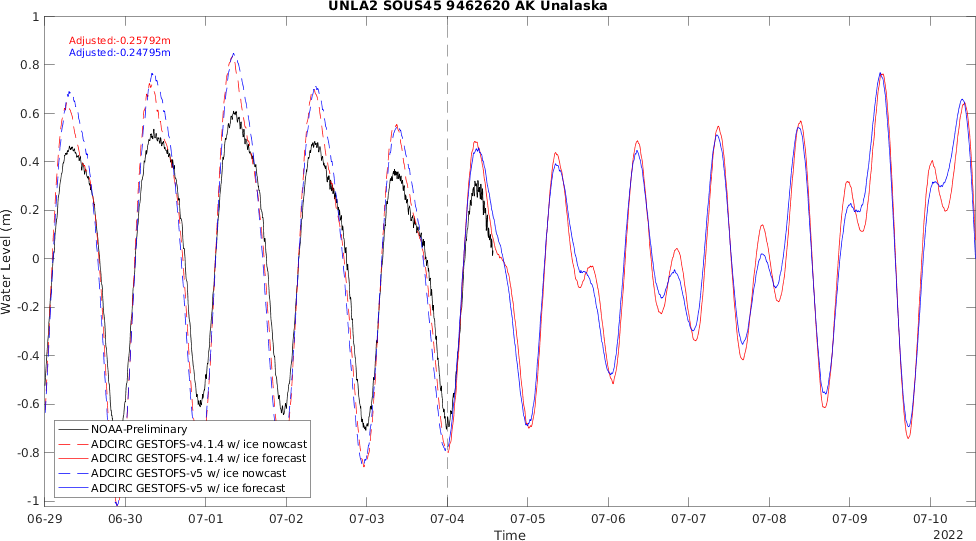 UNLA2 SOUS45 9462620 AK Unalaska
Adjusted:-0.25792m
Adjusted:-0.24795m
Water Level (m)
1
0.8
0.6
0.4
0.2
0
-0.2
-0.4
-0.6
-0.8
-1
NOAA-Preliminary
ADCIRC GESTOFS-v4.1.4 w/ ice nowcast
ADCIRC GESTOFS-v4.1.4 w/ ice forecast
ADCIRC GESTOFS-v5 w/ ice nowcast
ADCIRC GESTOFS-v5 w/ ice forecast
06-29 06-30 07-01 07-02 07-03 07-04 07-05 07-06 07-07 07-08 07-09 07-10
Time
2022